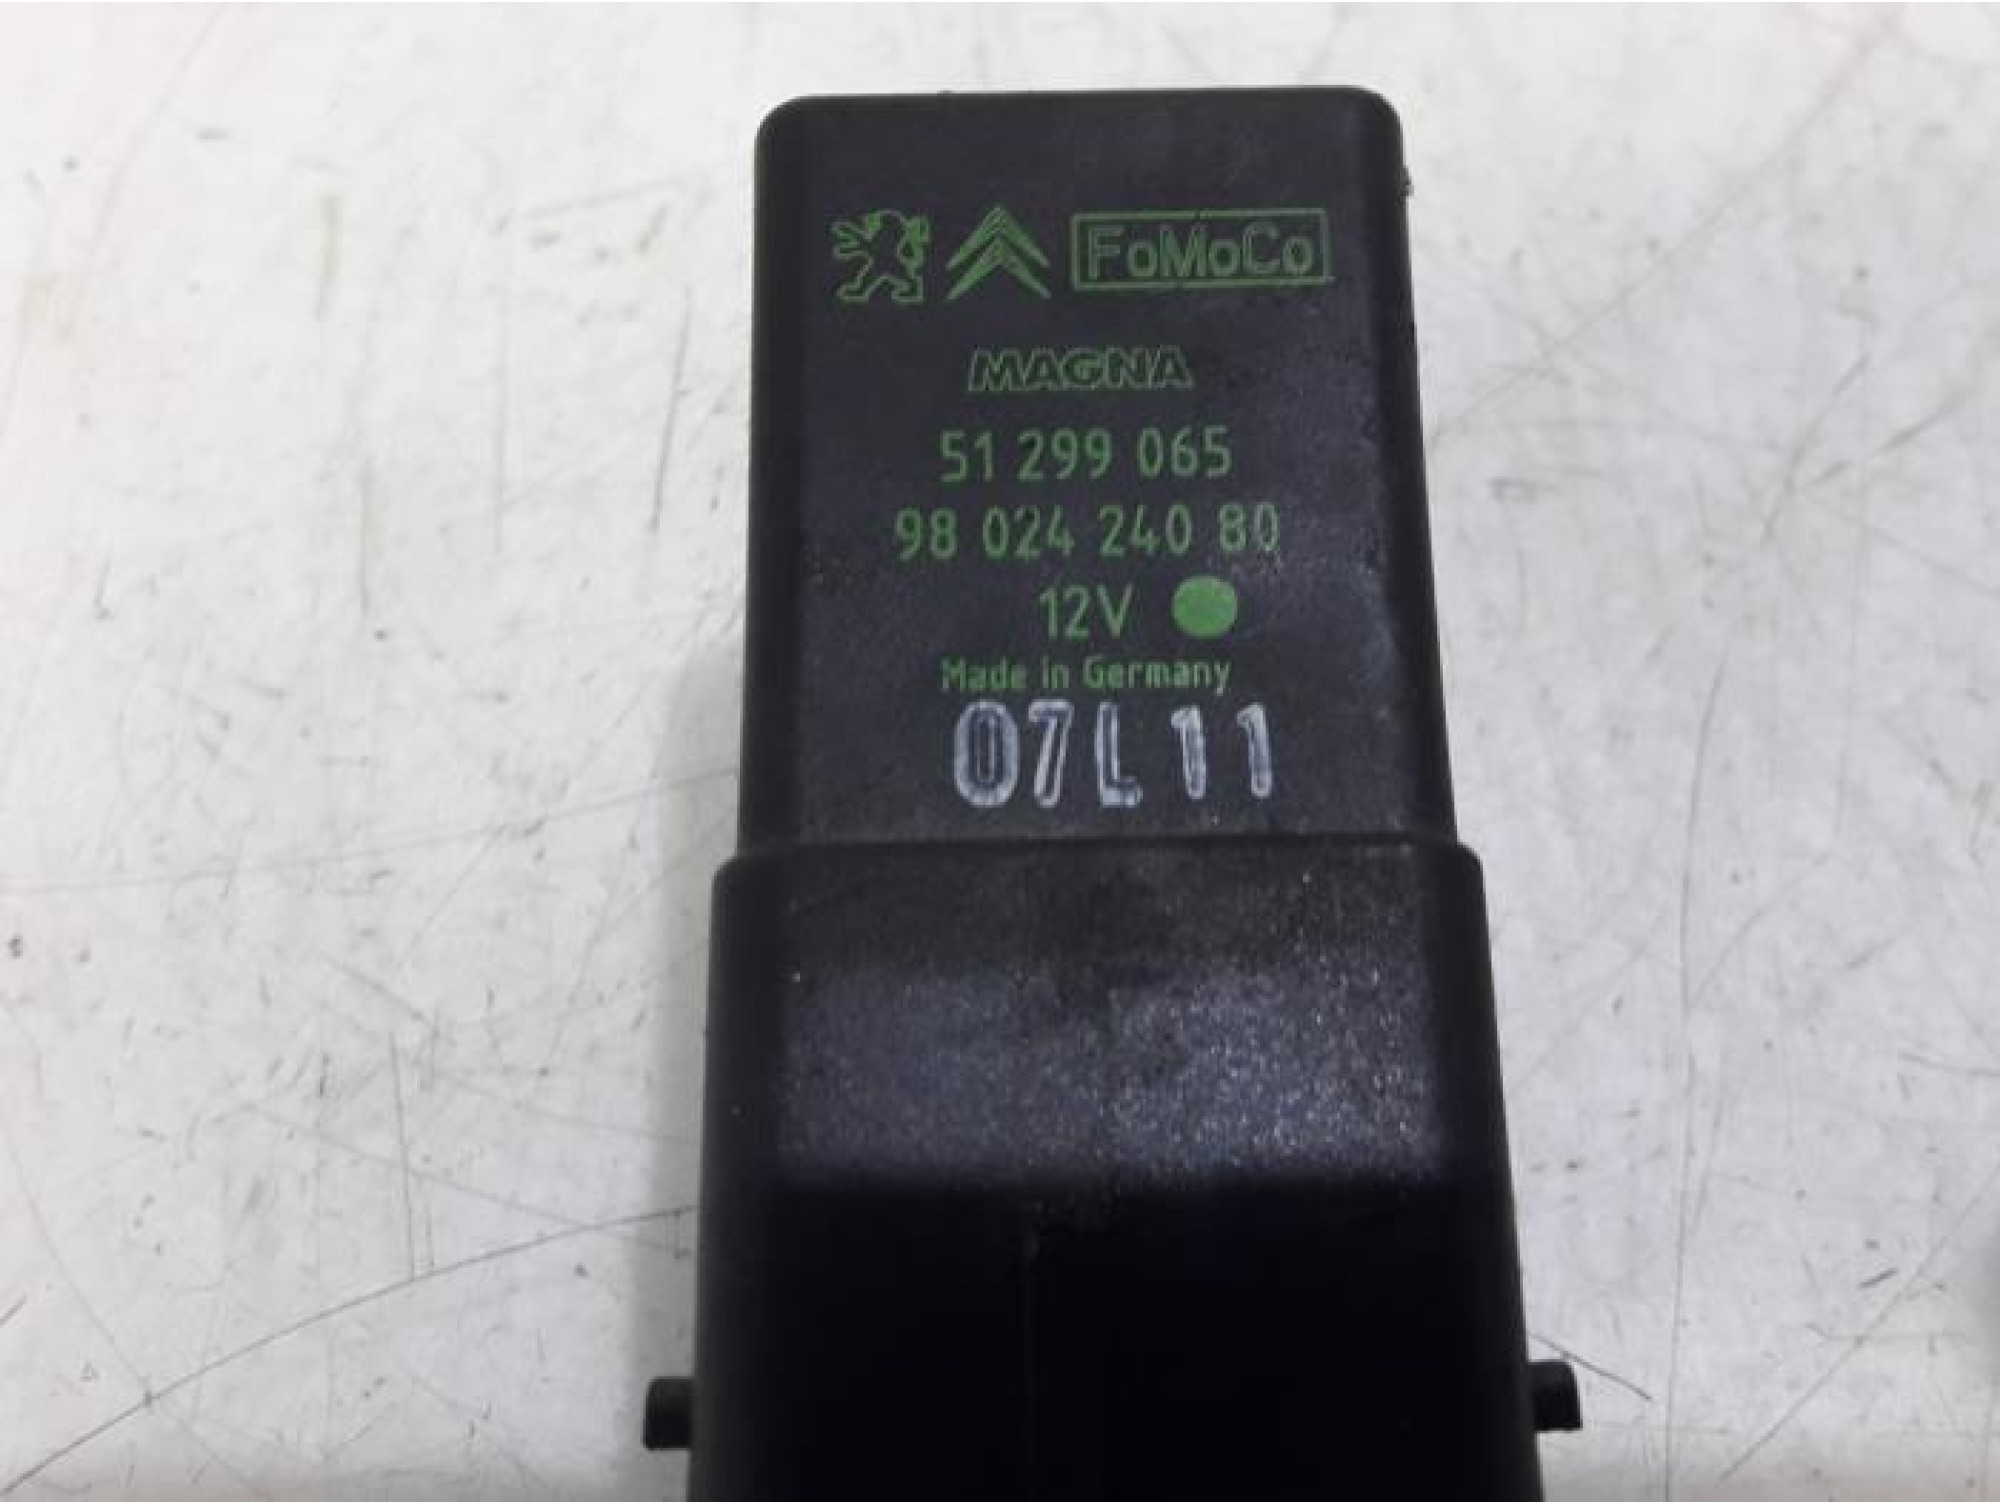 FoMoCo
MAGNA
51 299 065
98 024 240 80
12V
Made in Germany
07L11